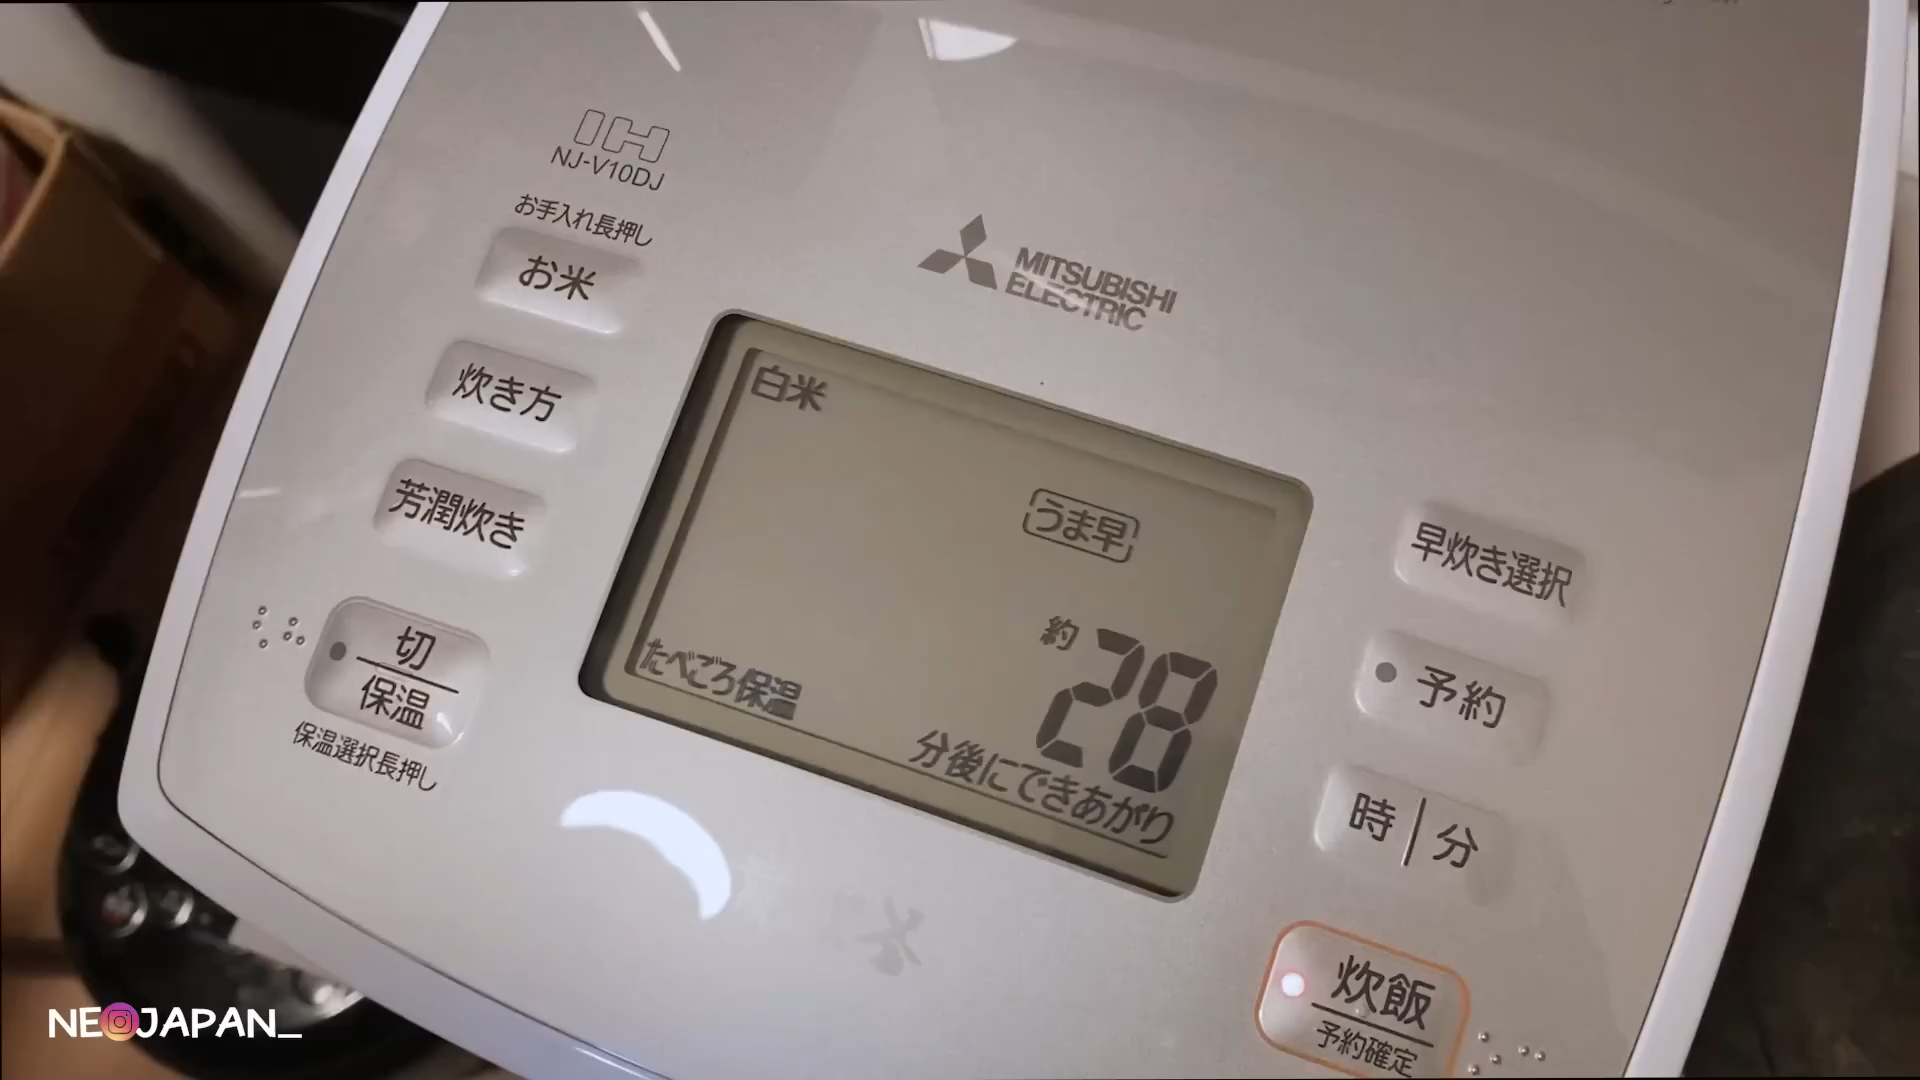 IH
NJ-V10DJ
お手入れ長押し
お米
MITSUBISHI
ELECTRIC
炊き方
白米
芳潤炊き
うま早
早炊き選択
切
保温
保温選択長押し
たべごろ保温
約28
分後にできあがり
予約
時|分
炊飯
予約確定
NEOJAPAN_